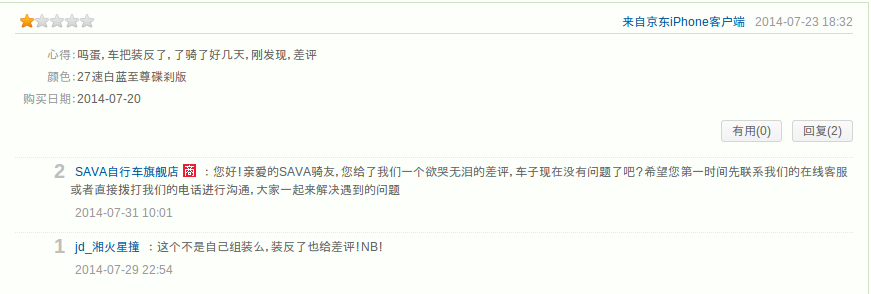 来自京东iPhone客户端 2014-07-23 18:32
心得：吗蛋，车把装反了，了骑了好几天，刚发现，差评
颜色：27速白蓝至尊碟刹版
购买日期：2014-07-20
有用(0) 回复(2)
2 SAVA自行车旗舰店 商 ：您好！亲爱的SAVA骑友，您给了我们一个欲哭无泪的差评，车子现在没有问题了吧？希望您第一时间先联系我们的在线客服
或者直接拨打我们的电话进行沟通，大家一起来解决遇到的问题
2014-07-31 10:01
1 jd_湘火星撞 ：这个不是自己组装么，装反了也给差评！NB！
2014-07-29 22:54